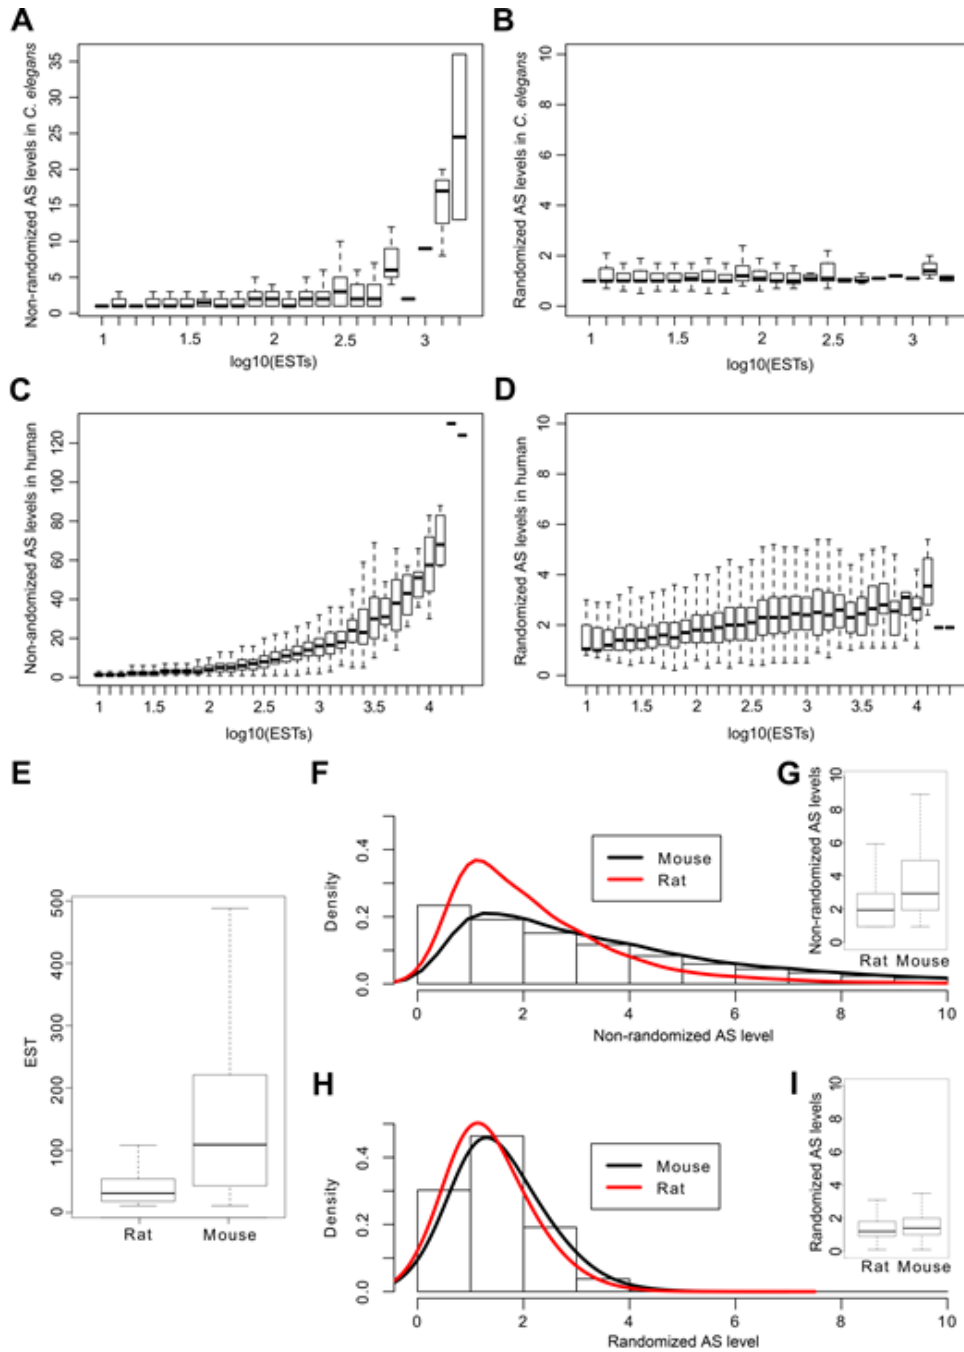 A
Non-randomized AS levels in C. elegans
0 5 10 15 20 25 30 35
1 1.5 2 2.5 3
log10(ESTs)
B
Randomized AS levels in C. elegans
0 2 4 6 8 10
1 1.5 2 2.5 3
log10(ESTs)
C
Non-randomized AS levels in human
0 20 40 60 80 100 120
1 1.5 2 2.5 3 3.5 4
log10(ESTs)
D
Randomized AS levels in human
0 2 4 6 8 10
1 1.5 2 2.5 3 3.5 4
log10(ESTs)
E
EST
0 100 200 300 400 500
Rat Mouse
F
Density
0.0 0.2 0.4
Mouse
Rat
0 2 4 6 8 10
Non-randomized AS level
G
Non-randomized AS levels
0 2 4 6 8 10
Rat Mouse
H
Density
0.0 0.2 0.4
Mouse
Rat
0 2 4 6 8 10
Randomized AS level
I
Randomized AS levels
0 2 4 6 8 10
Rat Mouse